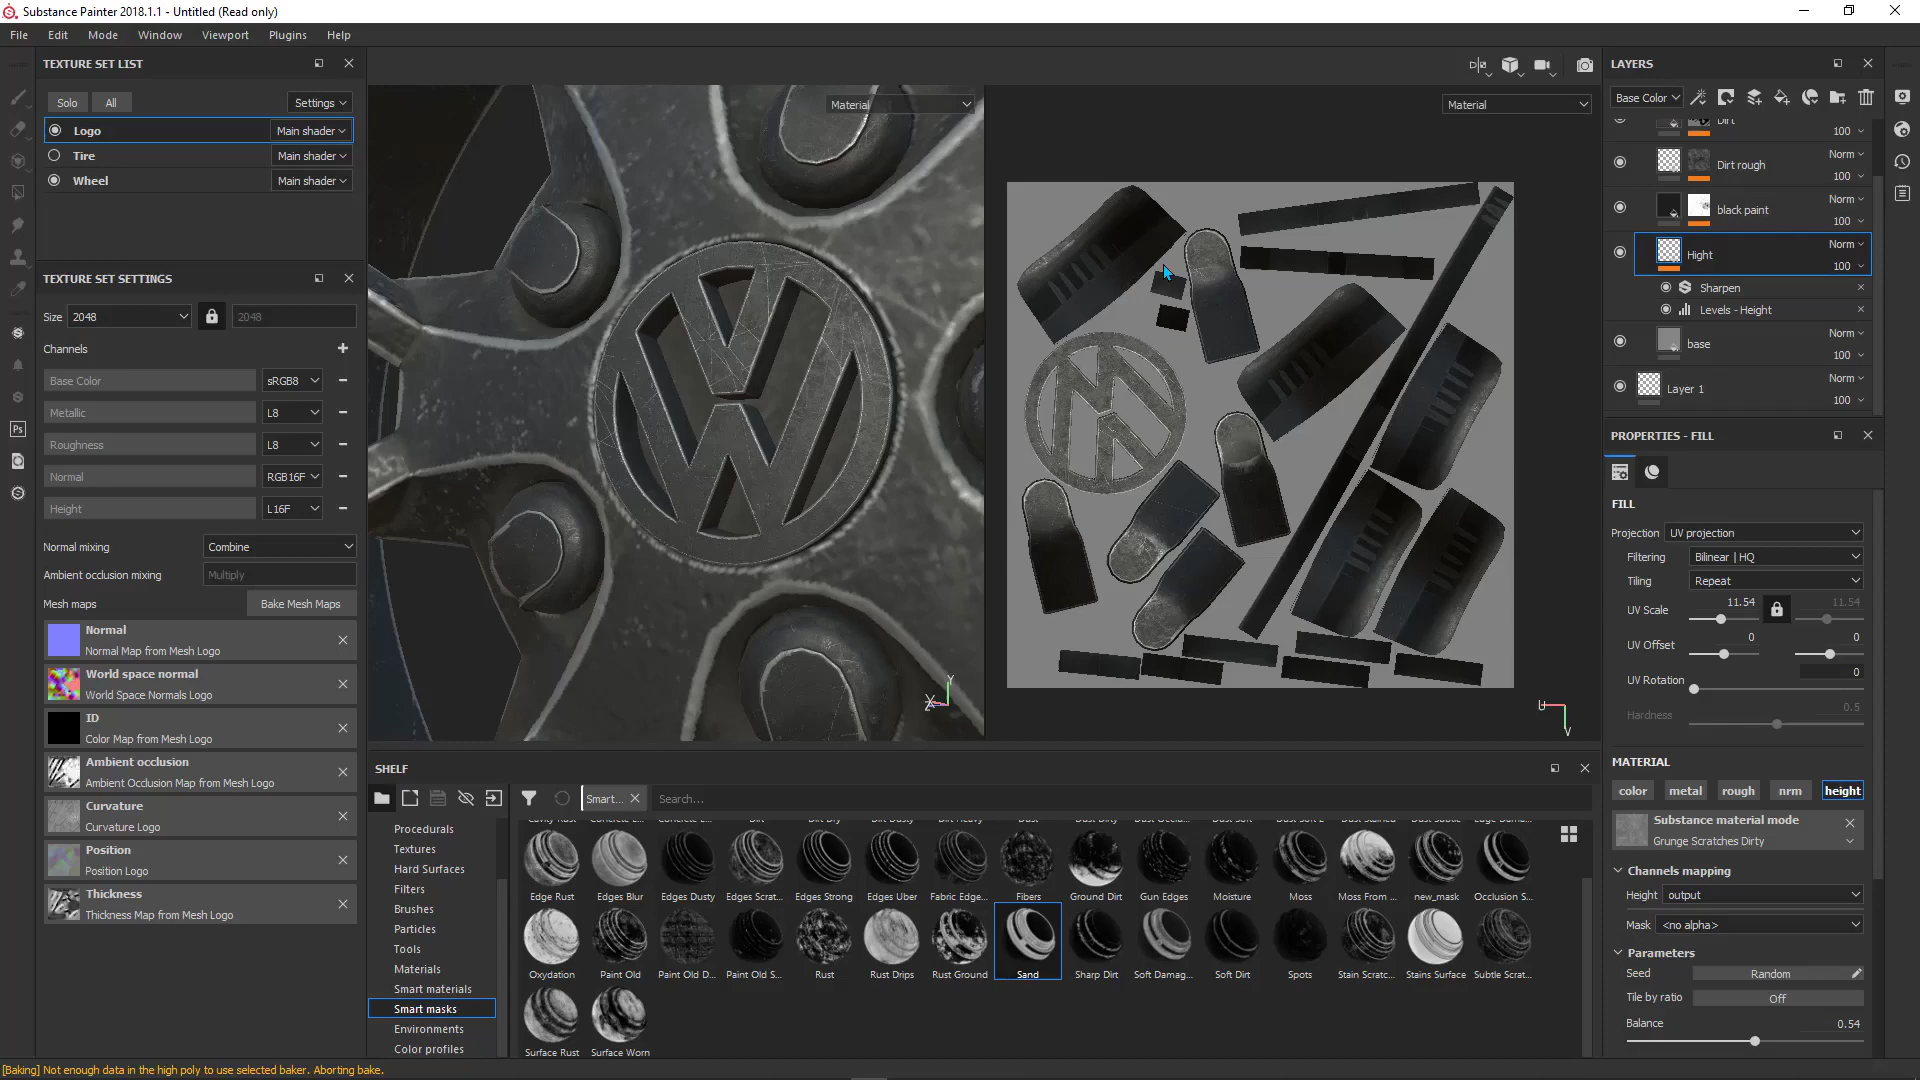 Substance Painter 2018.1.1 - Untitled (Read only)
File Edit Mode Window Viewport Plugins Help
TEXTURE SET LIST
Solo All Settings
Logo Main shader
Tire Main shader
Wheel Main shader
TEXTURE SET SETTINGS
Size 2048 2048
Channels
Base Color sRGB8
Metallic L8
Roughness L8
Normal RGB16F
Height L16F
Normal mixing Combine
Ambient occlusion mixing Multiply
Mesh maps Bake Mesh Maps
Normal
Normal Map from Mesh Logo
World space normal
World Space Normals Logo
ID
Color Map from Mesh Logo
Ambient occlusion
Ambient Occlusion Map from Mesh Logo
Curvature
Curvature Logo
Position
Position Logo
Thickness
Thickness Map from Mesh Logo
Ps
Material
Y
X
Z
Material
U
V
SHELF
Smart...
Search...
Procedurals
Textures
Hard Surfaces
Filters
Brushes
Particles
Tools
Materials
Smart materials
Smart masks
Environments
Color profiles
Edge Rust Edges Blur Edges Dusty Edges Scrat... Edges Strong Edges Uber Fabric Edge... Fibers Ground Dirt Gun Edges Moisture Moss Moss From ... new_mask Occlusion S...
Oxydation Paint Old Paint Old D... Paint Old S... Rust Rust Drips Rust Ground Sand Sharp Dirt Soft Damag... Soft Dirt Spots Stain Scratc... Stains Surface Subtle Scrat...
Surface Rust Surface Worn
LAYERS
Base Color
Dirt
100
Dirt rough Norm
100
black paint Norm
100
Hight Norm
100
Sharpen
Levels - Height
base Norm
100
Layer 1 Norm
100
PROPERTIES - FILL
FILL
Projection UV projection
Filtering Bilinear | HQ
Tiling Repeat
UV Scale 11.54 11.54
UV Offset 0 0
UV Rotation 0
Hardness 0.5
MATERIAL
color metal rough nrm height
Substance material mode
Grunge Scratches Dirty
Channels mapping
Height output
Mask <no alpha>
Parameters
Seed Random
Tile by ratio Off
Balance 0.54
[Baking] Not enough data in the high poly to use selected baker. Aborting bake.